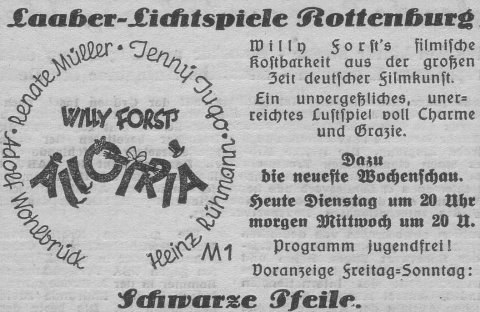 Laaber-Lichtspiele Rottenburg
Adolf Wohlbrück · Renate Müller · Jenny Jugo · Heinz Rühmann
WILLY FORST'S
ALLOTRIA
M1
Willy Forst's filmische
Kostbarkeit aus der großen
Zeit deutscher Filmkunst.
Ein unvergeßliches, uner-
reichtes Lustspiel voll Charme
und Grazie.
Dazu
die neueste Wochenschau.
Heute Dienstag um 20 Uhr
morgen Mittwoch um 20 U.
Programm jugendfrei!
Voranzeige Freitag-Sonntag:
Schwarze Pfeile.